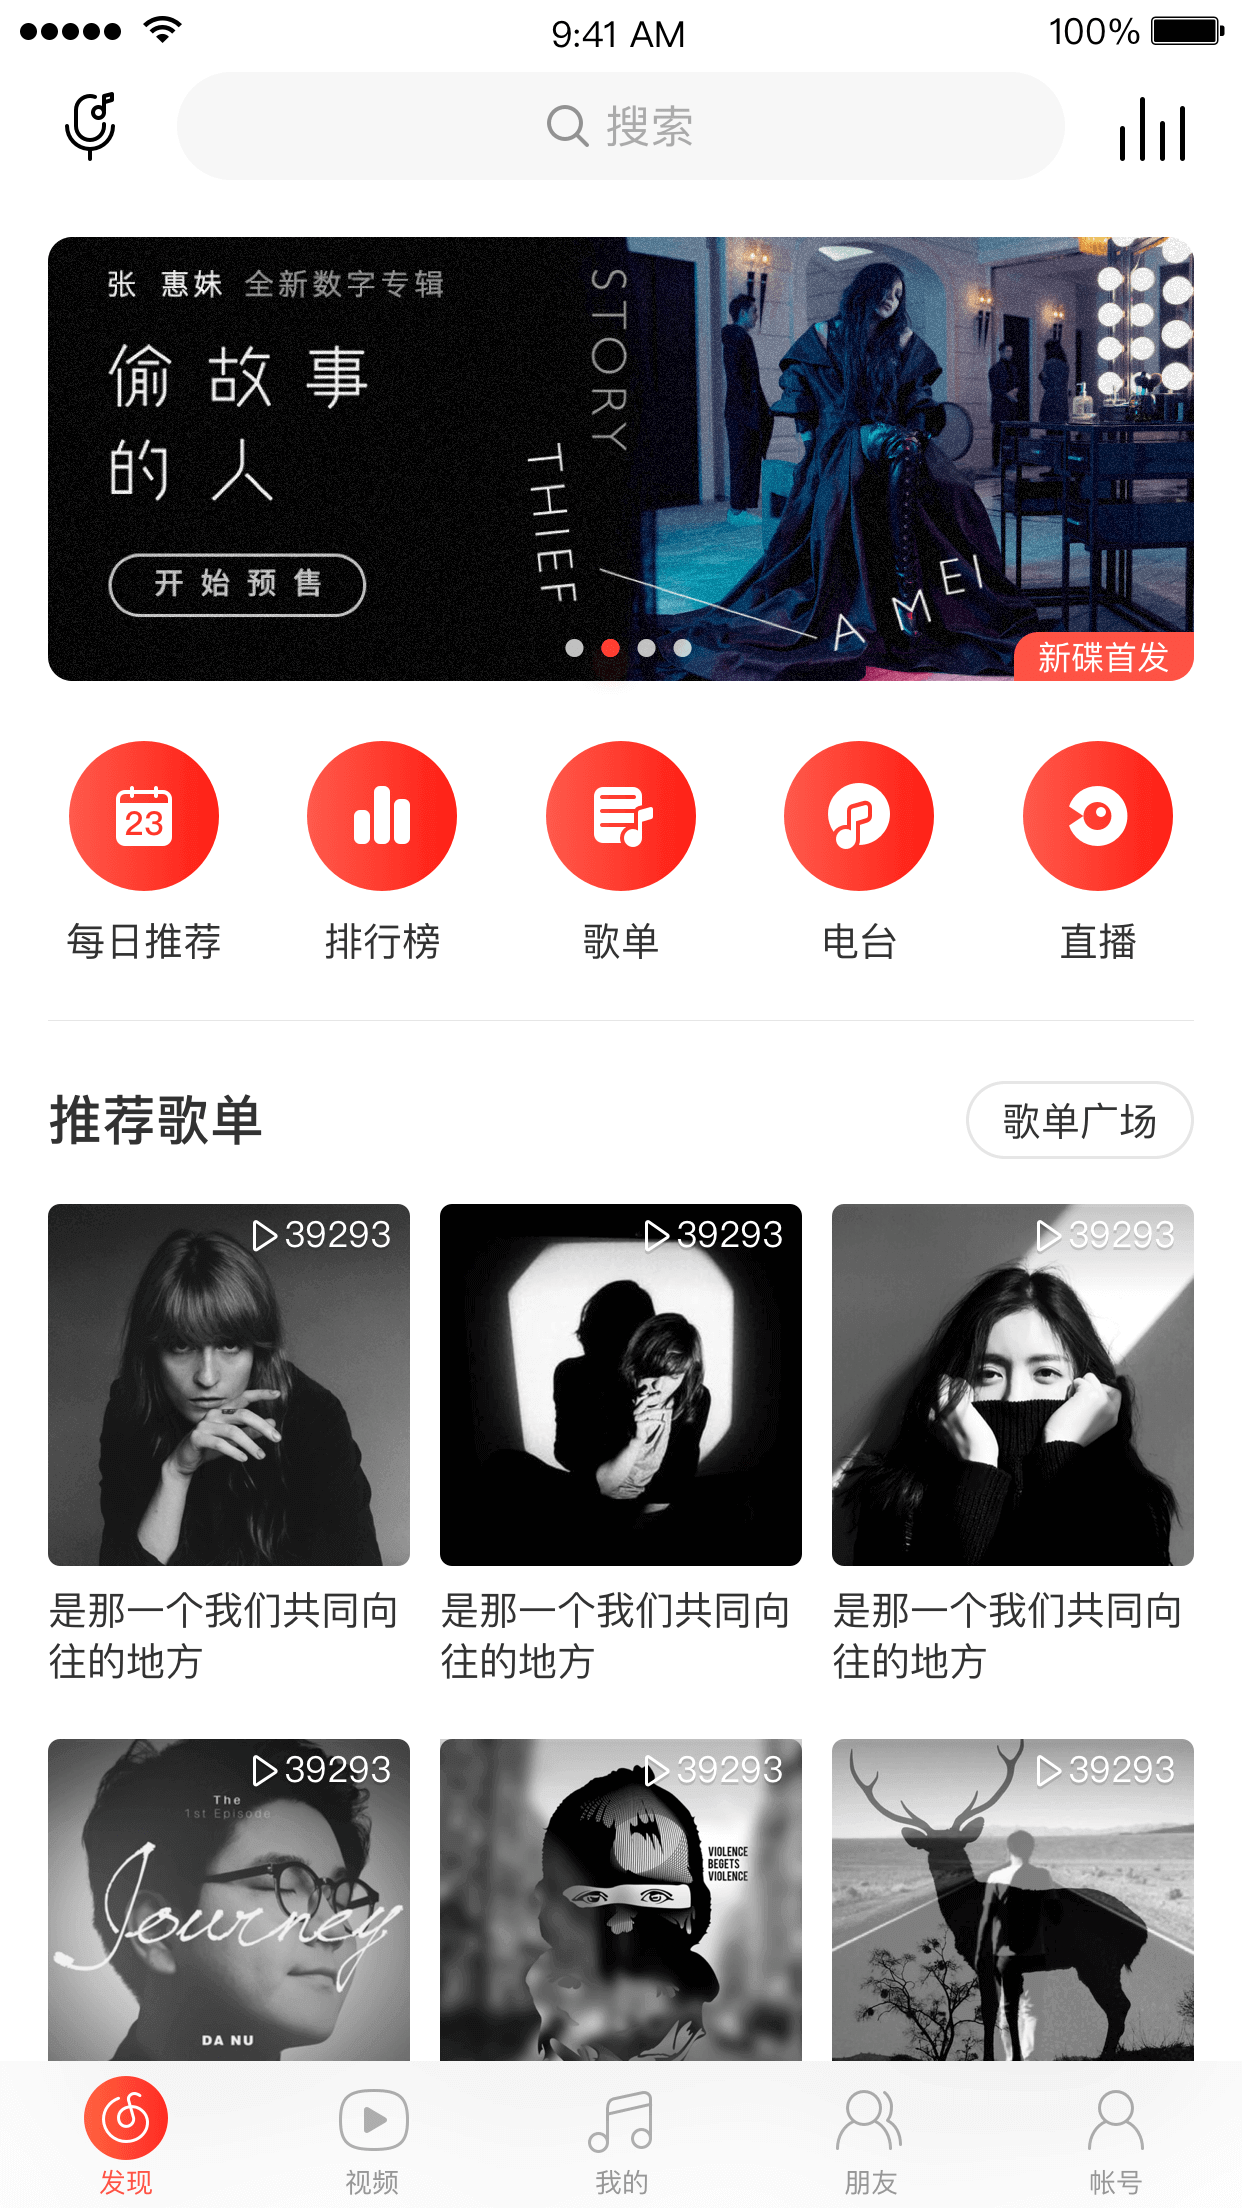 9:41 AM
100%
搜索
张 惠妹 全新数字专辑
偷故事
的人
开始预售
STORY
THIEF
A MEI
新碟首发
23
每日推荐
排行榜
歌单
电台
直播
推荐歌单
歌单广场
39293
39293
39293
是那一个我们共同向
往的地方
是那一个我们共同向
往的地方
是那一个我们共同向
往的地方
39293
39293
39293
The
1st Episode
Journey
DA NU
VIOLENCE
BEGETS
VIOLENCE
发现
视频
我的
朋友
帐号